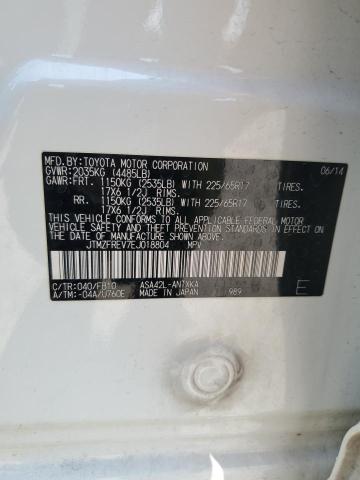 MFD.BY:TOYOTA MOTOR CORPORATION 06/14
GVWR:2035KG (4485LB)
GAWR:FRT. 1150KG (2535LB) WITH 225/65R17 TIRES.
17X6 1/2J RIMS.
RR. 1150KG (2535LB) WITH 225/65R17 TIRES.
17X6 1/2J RIMS.
THIS VEHICLE CONFORMS TO ALL APPLICABLE FEDERAL MOTOR
VEHICLE SAFETY AND BUMPER STANDARDS IN EFFECT ON
THE DATE OF MANUFACTURE SHOWN ABOVE.
JTMZFREV7EJ018804 MPV
C/TR:040/FB10 ASA42L-ANTXKA
A/TM:-04A/U760E MADE IN JAPAN 989 E